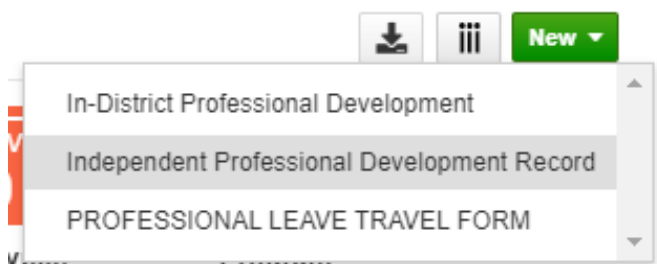 New
In-District Professional Development
Independent Professional Development Record
PROFESSIONAL LEAVE TRAVEL FORM